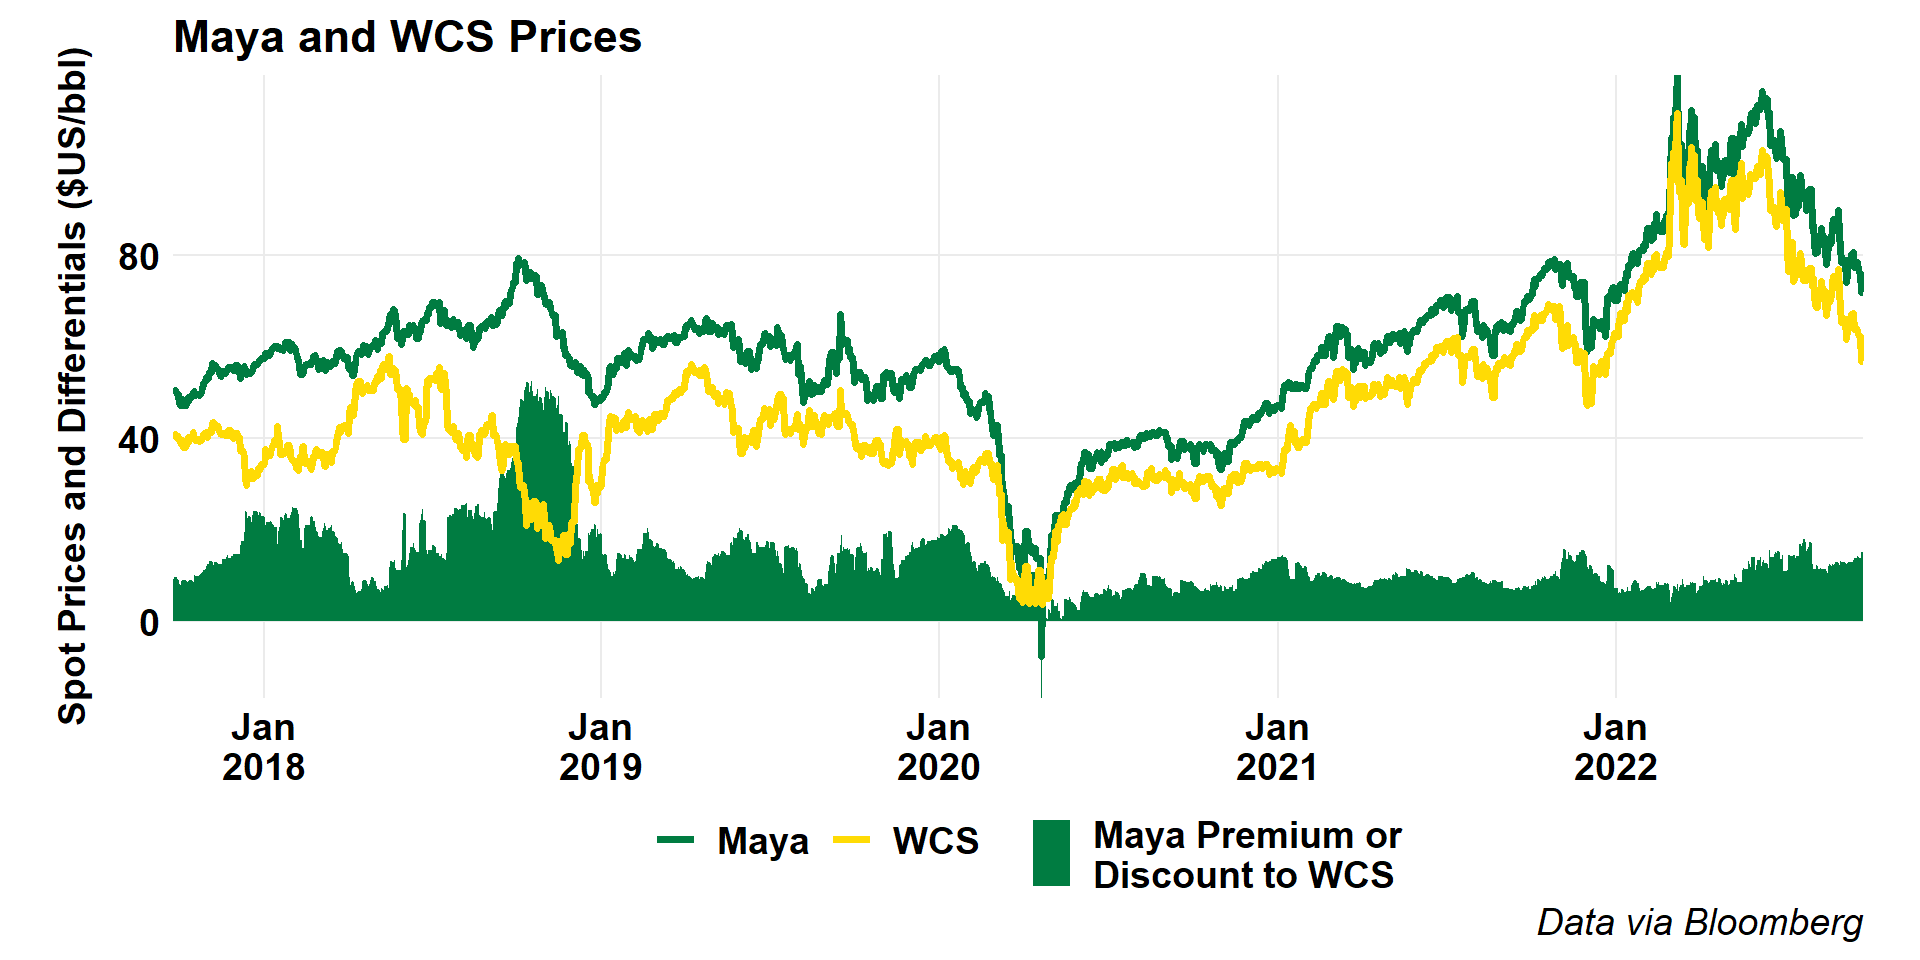 Maya and WCS Prices
Spot Prices and Differentials ($US/bbl)
80
40
0
Jan
2018
Jan
2019
Jan
2020
Jan
2021
Jan
2022
Maya
WCS
Maya Premium or
Discount to WCS
Data via Bloomberg